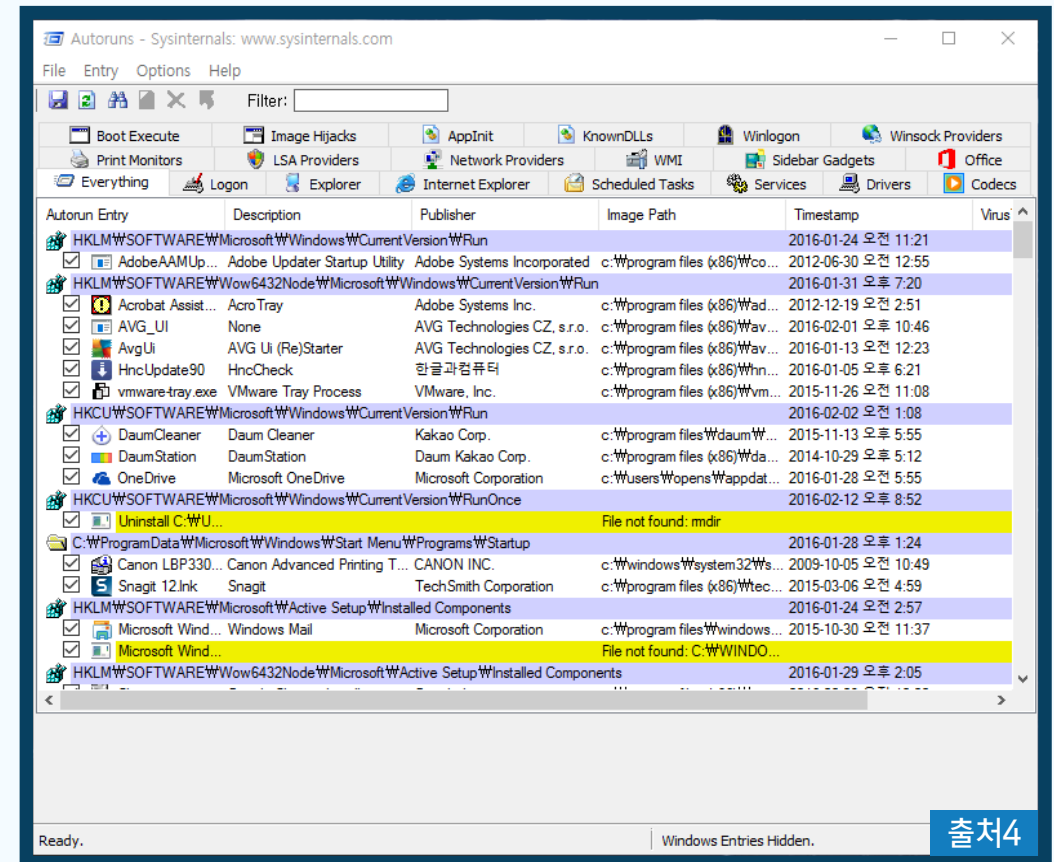 Autoruns - Sysinternals: www.sysinternals.com
File Entry Options Help
Filter:
Boot Execute Image Hijacks AppInit KnownDLLs Winlogon Winsock Providers
Print Monitors LSA Providers Network Providers WMI Sidebar Gadgets Office
Everything Logon Explorer Internet Explorer Scheduled Tasks Services Drivers Codecs
Autorun Entry Description Publisher Image Path Timestamp Virus
HKLM₩SOFTWARE₩Microsoft₩Windows₩CurrentVersion₩Run 2016-01-24 오전 11:21
AdobeAAMUp... Adobe Updater Startup Utility Adobe Systems Incorporated c:₩program files (x86)₩co... 2012-06-30 오전 12:55
HKLM₩SOFTWARE₩Wow6432Node₩Microsoft₩Windows₩CurrentVersion₩Run 2016-01-31 오후 7:20
Acrobat Assist... AcroTray Adobe Systems Inc. c:₩program files (x86)₩ad... 2012-12-19 오전 2:51
AVG_UI None AVG Technologies CZ, s.r.o. c:₩program files (x86)₩av... 2016-02-01 오후 10:46
AvgUi AVG Ui (Re)Starter AVG Technologies CZ, s.r.o. c:₩program files (x86)₩av... 2016-01-13 오전 12:23
HncUpdate90 HncCheck 한글과컴퓨터 c:₩program files (x86)₩hn... 2016-01-05 오후 6:21
vmware-tray.exe VMware Tray Process VMware, Inc. c:₩program files (x86)₩vm... 2015-11-26 오전 11:08
HKCU₩SOFTWARE₩Microsoft₩Windows₩CurrentVersion₩Run 2016-02-02 오전 1:08
DaumCleaner Daum Cleaner Kakao Corp. c:₩program files₩daum₩... 2015-11-13 오후 5:55
DaumStation DaumStation Daum Kakao Corp. c:₩program files (x86)₩da... 2014-10-29 오후 5:12
OneDrive Microsoft OneDrive Microsoft Corporation c:₩users₩opens₩appdat... 2016-01-28 오전 5:55
HKCU₩SOFTWARE₩Microsoft₩Windows₩CurrentVersion₩RunOnce 2016-02-12 오후 8:52
Uninstall C:₩U... File not found: rmdir
C:₩ProgramData₩Microsoft₩Windows₩Start Menu₩Programs₩Startup 2016-01-28 오후 1:24
Canon LBP330... Canon Advanced Printing T... CANON INC. c:₩windows₩system32₩s... 2009-10-05 오전 10:49
Snagit 12.lnk Snagit TechSmith Corporation c:₩program files (x86)₩tec... 2015-03-06 오전 4:59
HKLM₩SOFTWARE₩Microsoft₩Active Setup₩Installed Components 2016-01-24 오전 2:57
Microsoft Wind... Windows Mail Microsoft Corporation c:₩program files₩windows... 2015-10-30 오전 11:37
Microsoft Wind... File not found: C:₩WINDO...
HKLM₩SOFTWARE₩Wow6432Node₩Microsoft₩Active Setup₩Installed Components 2016-01-29 오후 2:05
Ready. Windows Entries Hidden.
출처4